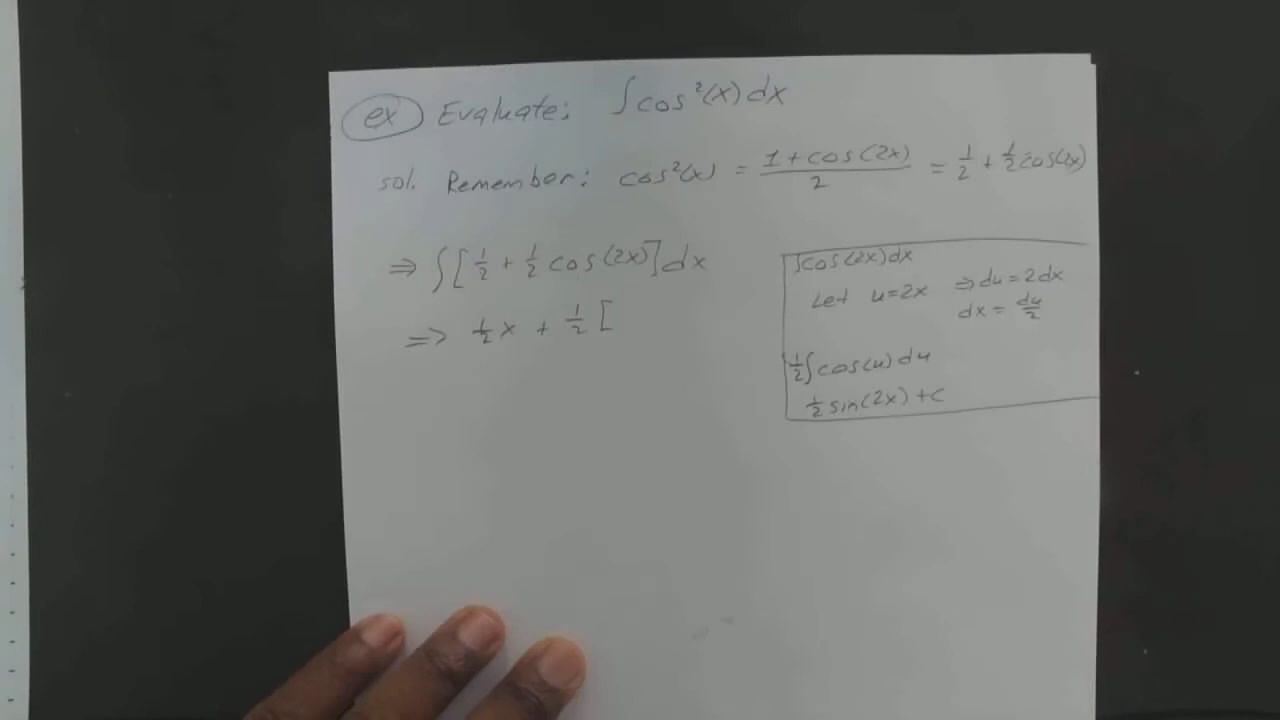 ex Evaluate: ∫cos²(x)dx
sol. Remember: cos²(x) = 1+cos(2x)/2 = 1/2 + 1/2 cos(2x)
⇒ ∫[1/2 + 1/2 cos(2x)]dx
⇒ 1/2 x + 1/2 [
∫cos(2x)dx
Let u=2x ⇒ du=2dx
dx = du/2
1/2∫cos(u)du
1/2 sin(2x)+c